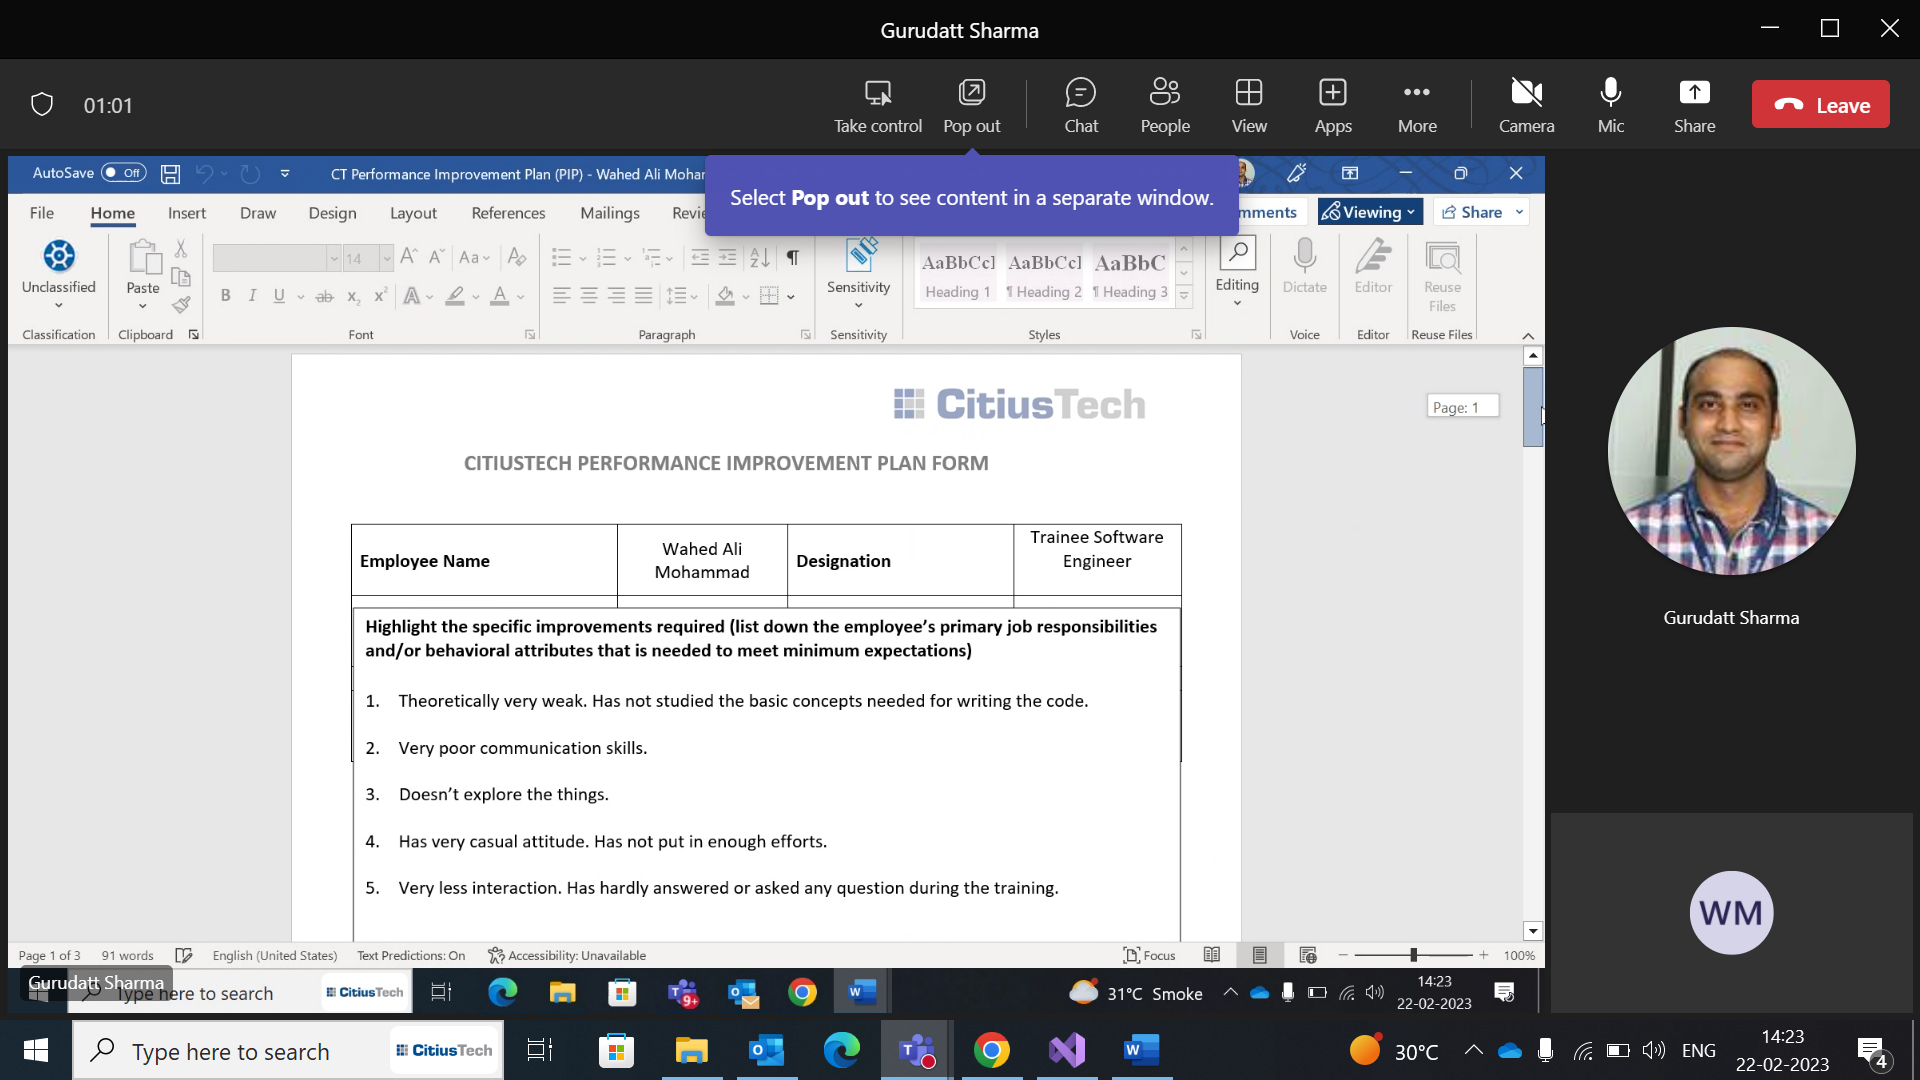 Gurudatt Sharma
01:01
Take control
Pop out
Chat
People
View
Apps
More
Camera
Mic
Share
Leave
AutoSave
Off
CT Performance Improvement Plan (PIP) - Wahed Ali
Select Pop out to see content in a separate window.
File
Home
Insert
Draw
Design
Layout
References
Mailings
Viewing
Share
Unclassified
Paste
14
Aa
B I U ab x₂ x²
A
Sensitivity
AaBbCc
AaBbCc
AaBbC
Heading 1
¶ Heading 2
¶ Heading 3
Editing
Dictate
Editor
Reuse
Files
Classification
Clipboard
Font
Paragraph
Sensitivity
Styles
Voice
Editor
Reuse Files
CitiusTech
Page: 1
CITIUSTECH PERFORMANCE IMPROVEMENT PLAN FORM
Employee Name
Wahed Ali
Mohammad
Designation
Trainee Software
Engineer
Highlight the specific improvements required (list down the employee’s primary job responsibilities
and/or behavioral attributes that is needed to meet minimum expectations)
1. Theoretically very weak. Has not studied the basic concepts needed for writing the code.
2. Very poor communication skills.
3. Doesn’t explore the things.
4. Has very casual attitude. Has not put in enough efforts.
5. Very less interaction. Has hardly answered or asked any question during the training.
Gurudatt Sharma
WM
Page 1 of 3
91 words
English (United States)
Text Predictions: On
Accessibility: Unavailable
Focus
100%
Gurudatt Sharma
Type here to search
CitiusTech
9+
31°C Smoke
14:23
22-02-2023
Type here to search
CitiusTech
30°C
ENG
14:23
22-02-2023
4